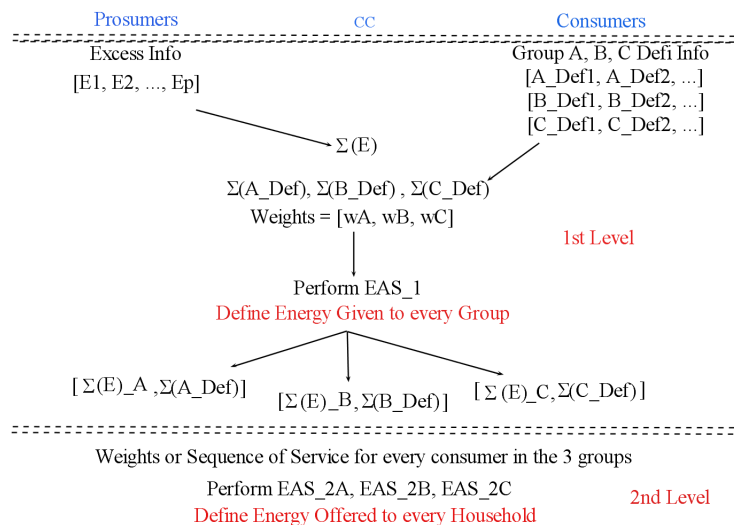 Prosumers CC Consumers
Excess Info
[E1, E2, ..., Ep]
Group A, B, C Defi Info
[A_Def1, A_Def2, ...]
[B_Def1, B_Def2, ...]
[C_Def1, C_Def2, ...]
Σ(E)
Σ(A_Def), Σ(B_Def) , Σ(C_Def)
Weights = [wA, wB, wC]
1st Level
Perform EAS_1
Define Energy Given to every Group
[ Σ(E)_A ,Σ(A_Def)]
[Σ(E)_B,Σ(B_Def)]
[ Σ(E)_C,Σ(C_Def)]
Weights or Sequence of Service for every consumer in the 3 groups
Perform EAS_2A, EAS_2B, EAS_2C
2nd Level
Define Energy Offered to every Household